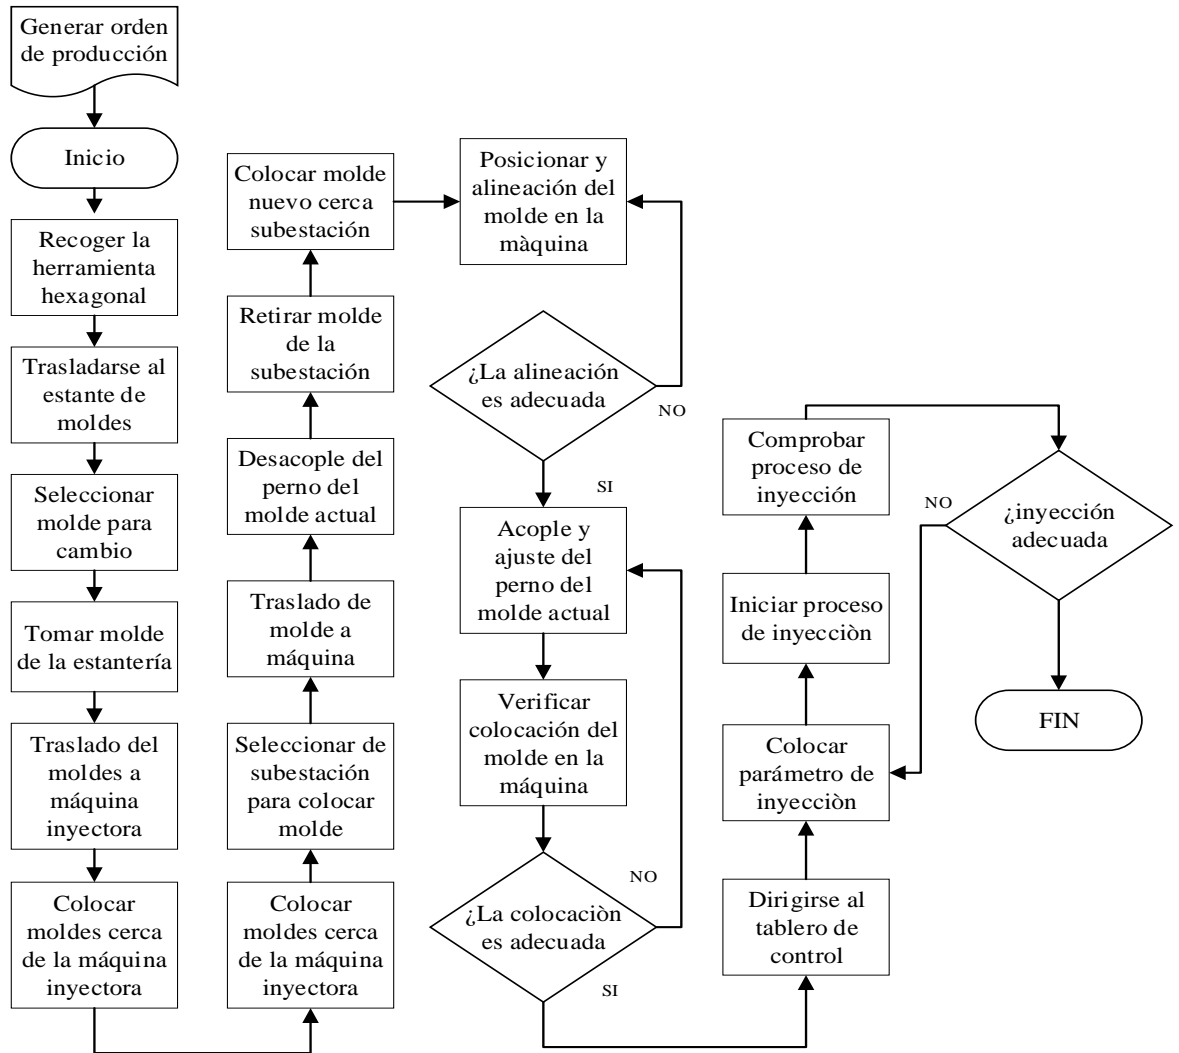 Generar orden
de producción
Inicio
Recoger la
herramienta
hexagonal
Trasladarse al
estante de
moldes
Seleccionar
molde para
cambio
Tomar molde
de la estantería
Traslado del
moldes a
máquina
inyectora
Colocar
moldes cerca
de la máquina
inyectora
Colocar
moldes cerca
de la máquina
inyectora
Seleccionar de
subestación
para colocar
molde
Traslado de
molde a
máquina
Desacople del
perno del
molde actual
Retirar molde
de la
subestación
Colocar molde
nuevo cerca
subestación
Posicionar y
alineación del
molde en la
màquina
¿La alineación
es adecuada
NO
SI
Acople y
ajuste del
perno del
molde actual
Verificar
colocación del
molde en la
máquina
¿La colocaciòn
es adecuada
NO
SI
Dirigirse al
tablero de
control
Colocar
parámetro de
inyecciòn
Iniciar proceso
de inyecciòn
Comprobar
proceso de
inyección
¿inyección
adecuada
NO
FIN